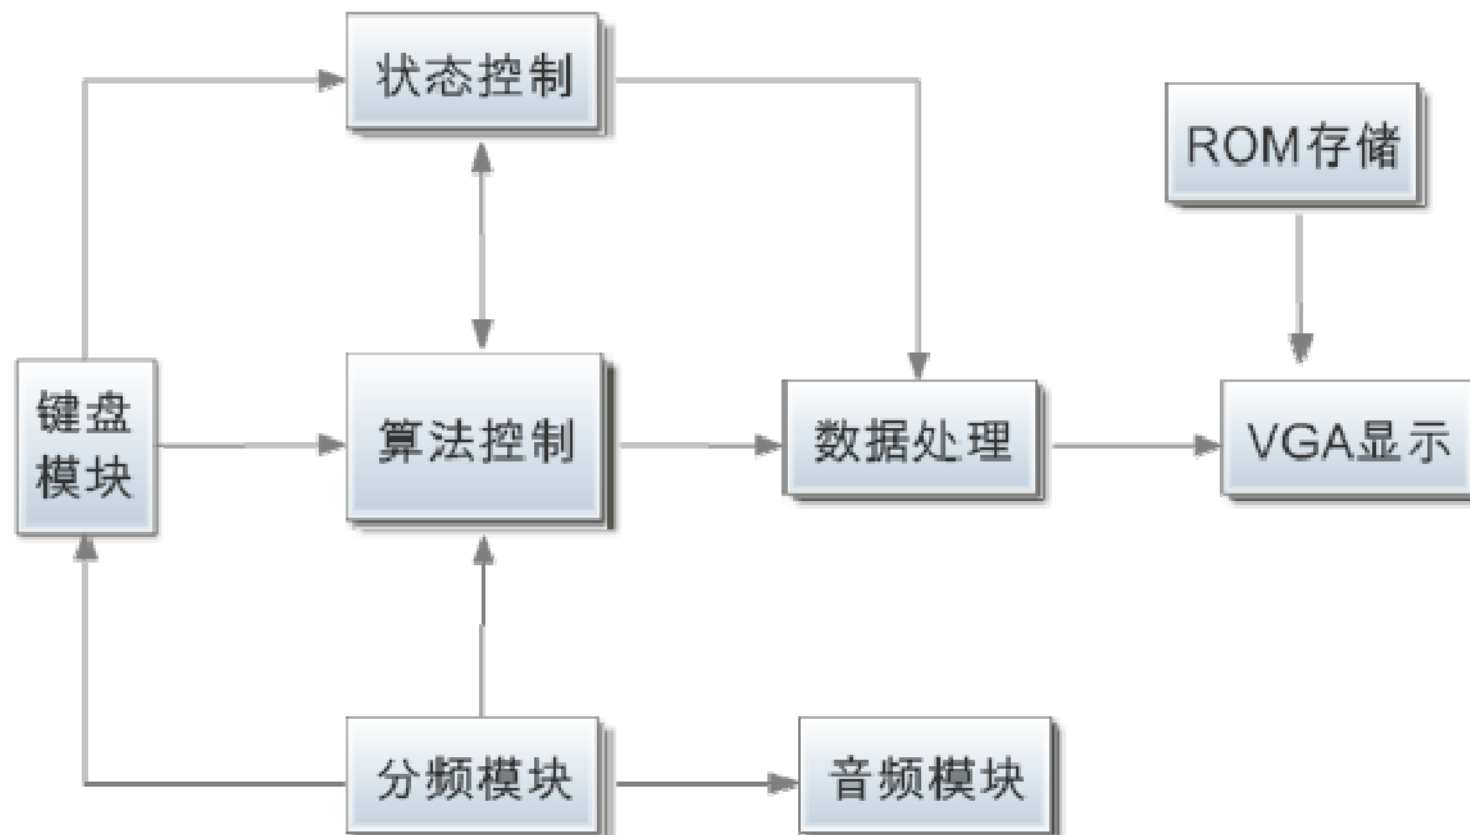 状态控制
ROM存储
键盘
模块
算法控制
数据处理
VGA显示
分频模块
音频模块